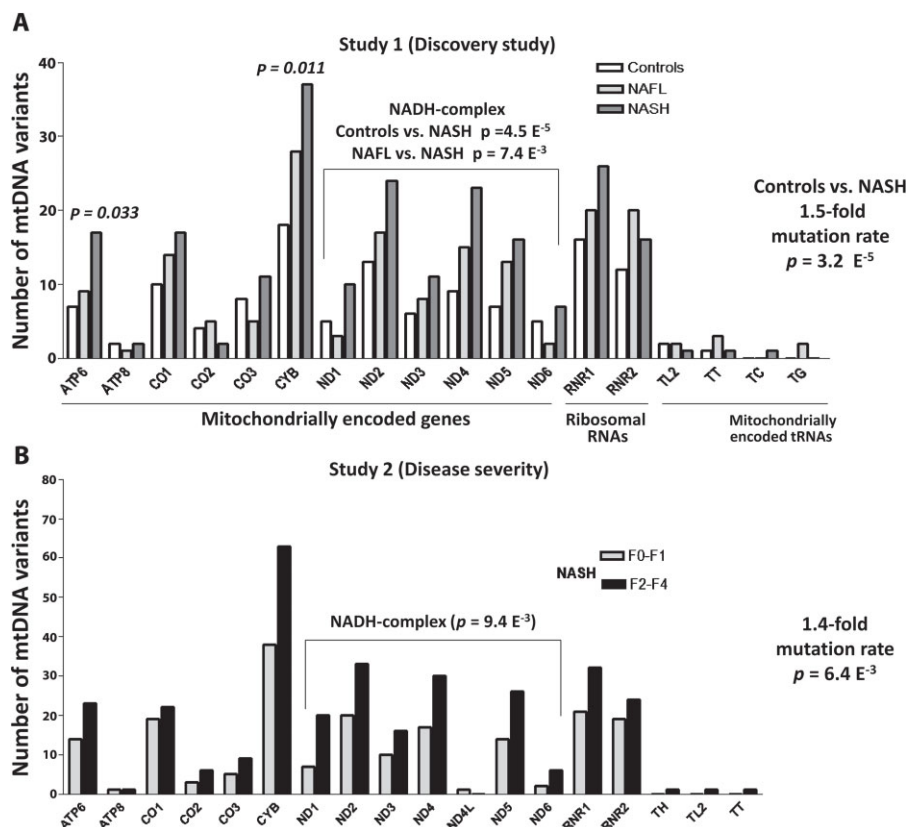 A
Study 1 (Discovery study)
Number of mtDNA variants
40
30
20
10
0
p = 0.033
p = 0.011
NADH-complex
Controls vs. NASH p =4.5 E-5
NAFL vs. NASH p = 7.4 E-3
Controls
NAFL
NASH
Controls vs. NASH
1.5-fold
mutation rate
p = 3.2 E-5
ATP6 ATP8 CO1 CO2 CO3 CYB ND1 ND2 ND3 ND4 ND5 ND6 RNR1 RNR2 TL2 TT TC TG
Mitochondrially encoded genes
Ribosomal
RNAs
Mitochondrially
encoded tRNAs
B
Study 2 (Disease severity)
Number of mtDNA variants
80
70
60
50
40
30
20
10
0
NASH
F0-F1
F2-F4
NADH-complex (p = 9.4 E-3)
1.4-fold
mutation rate
p = 6.4 E-3
ATP6 ATP8 CO1 CO2 CO3 CYB ND1 ND2 ND3 ND4 ND4L ND5 ND6 RNR1 RNR2 TH TL2 TT